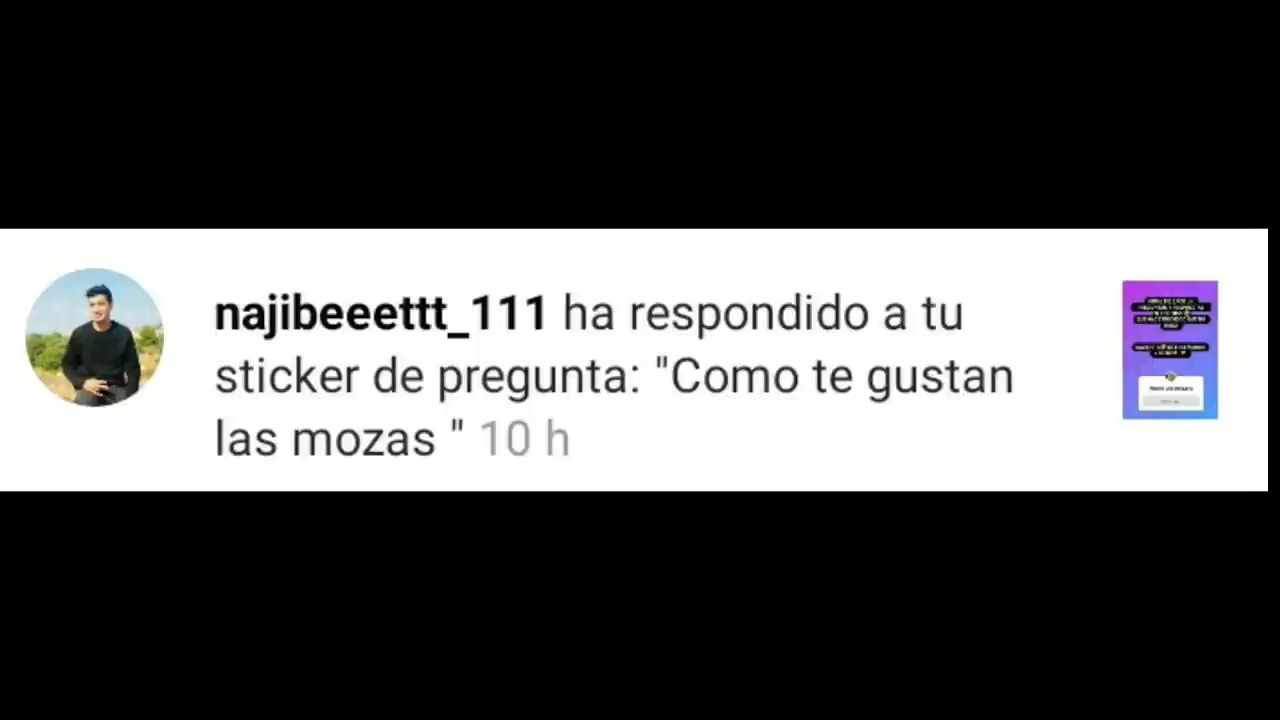 najibeeettt_111 ha respondido a tu
sticker de pregunta: "Como te gustan
las mozas " 10 h